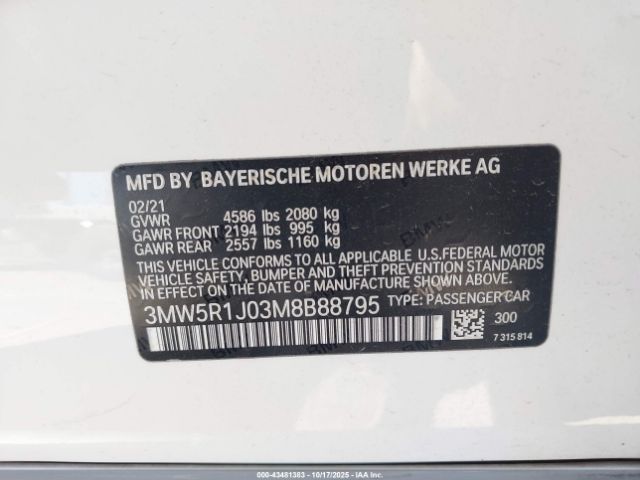 MFD BY BAYERISCHE MOTOREN WERKE AG
02/21
GVWR 4586 lbs 2080 kg
GAWR FRONT 2194 lbs 995 kg
GAWR REAR 2557 lbs 1160 kg
THIS VEHICLE CONFORMS TO ALL APPLICABLE U.S.FEDERAL MOTOR
VEHICLE SAFETY, BUMPER AND THEFT PREVENTION
STANDARDS IN EFFECT ON THE DATE OF MANUFACTURE SHOWN ABOVE.
3MW5R1J03M8B88795 TYPE: PASSENGER CAR
300
7 315 814
000-43481383 - 10/17/2025 - IAA Inc.(IAA)